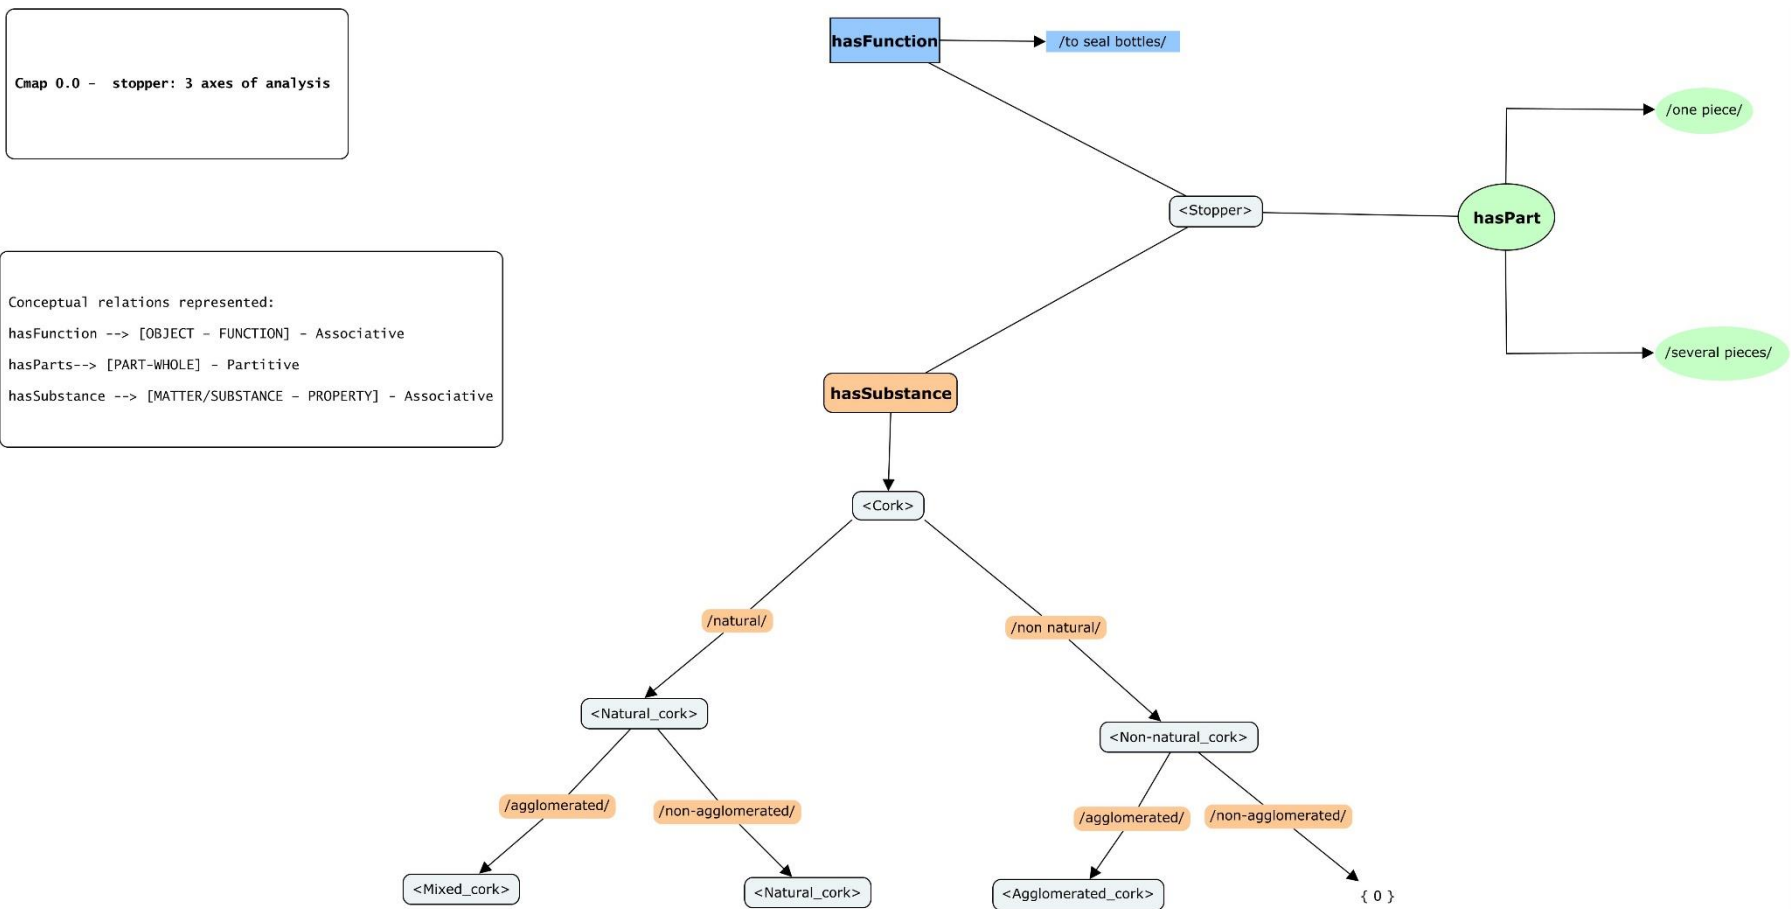 Cmap 0.0 – stopper: 3 axes of analysis
hasFunction
/to seal bottles/
/one piece/
<Stopper>
hasPart
Conceptual relations represented:
hasFunction --> [OBJECT – FUNCTION] - Associative
hasParts--> [PART-WHOLE] - Partitive
hasSubstance --> [MATTER/SUBSTANCE – PROPERTY] - Associative
/several pieces/
hasSubstance
<Cork>
/natural/
/non natural/
<Natural_cork>
<Non-natural_cork>
/agglomerated/
/non-agglomerated/
/agglomerated/
/non-agglomerated/
<Mixed_cork>
<Natural_cork>
<Agglomerated_cork>
{ 0 }